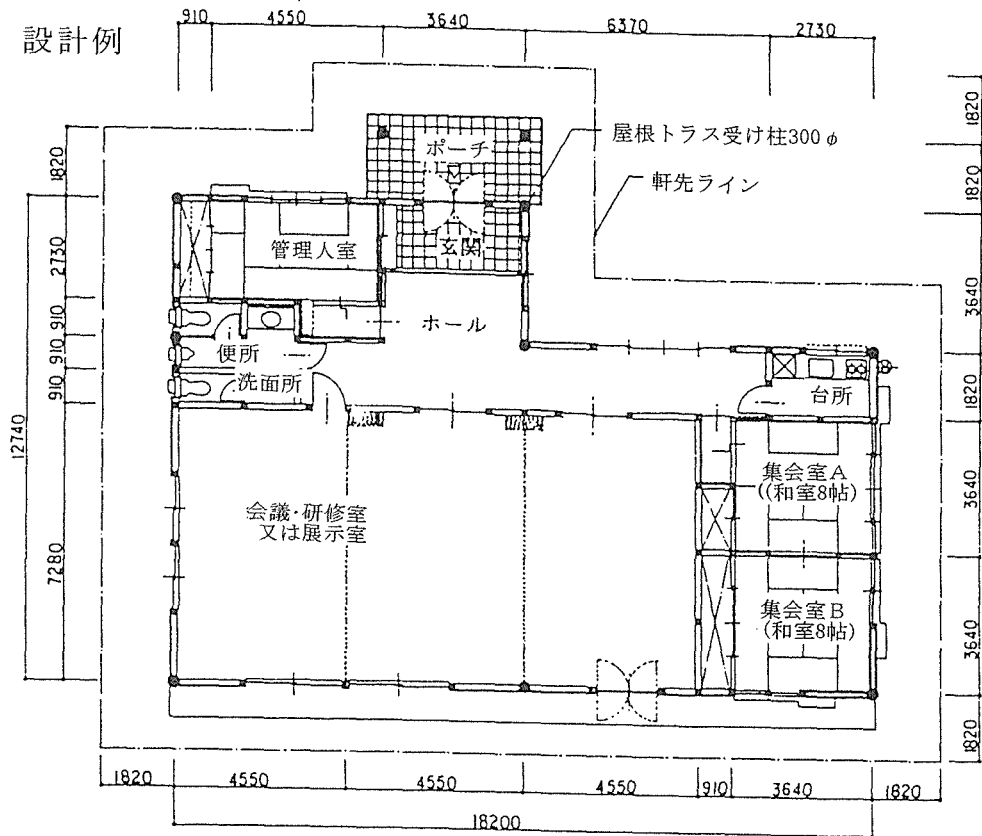 設計例
910 4550 3640 6370 2730
屋根トラス受け柱300φ
軒先ライン
ポーチ
玄関
管理人室
ホール
便所
洗面所
台所
会議・研修室
又は展示室
集会室A
((和室8帖)
集会室B
(和室8帖)
1820
2730
910
910
910
7280
12740
1820
1820
3640
1820
3640
3640
1820
1820 4550 4550 4550 910 3640 1820
18200